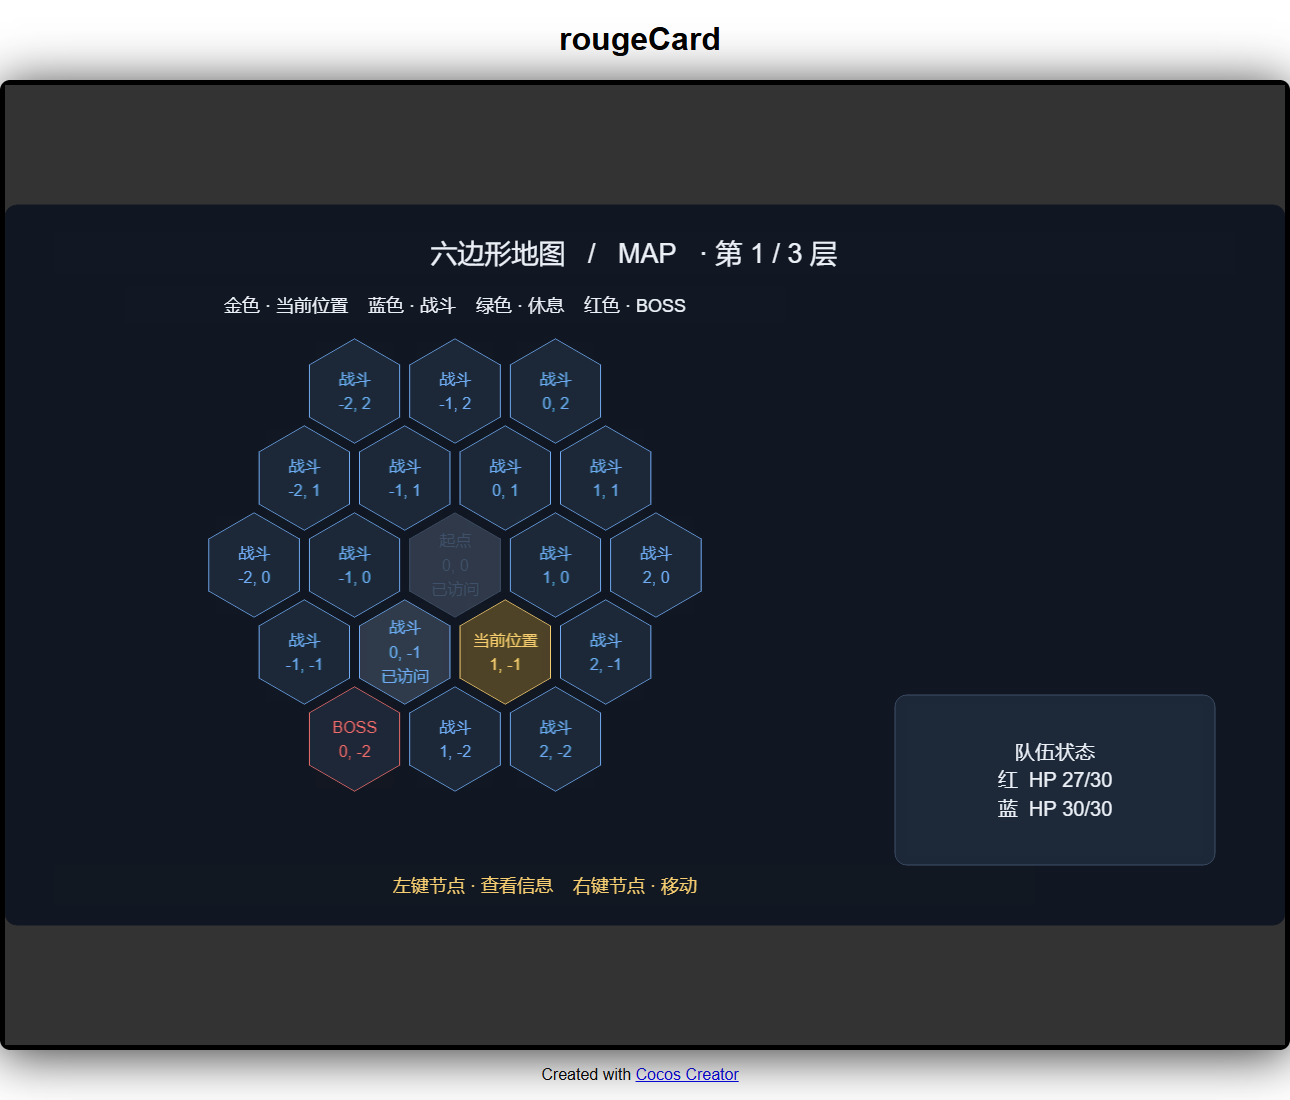 rougeCard
六边形地图 / MAP · 第 1 / 3 层
金色 · 当前位置 蓝色 · 战斗 绿色 · 休息 红色 · BOSS
战斗
-2, 2
战斗
-1, 2
战斗
0, 2
战斗
-2, 1
战斗
-1, 1
战斗
0, 1
战斗
1, 1
战斗
-2, 0
战斗
-1, 0
起点
0, 0
已访问
战斗
1, 0
战斗
2, 0
战斗
-1, -1
战斗
0, -1
已访问
当前位置
1, -1
战斗
2, -1
BOSS
0, -2
战斗
1, -2
战斗
2, -2
队伍状态
红 HP 27/30
蓝 HP 30/30
左键节点 · 查看信息 右键节点 · 移动
Created with Cocos Creator